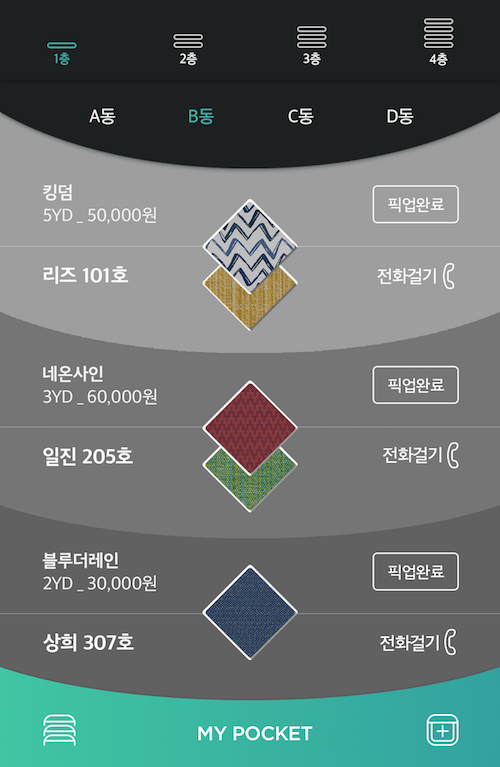 1층 2층 3층 4층
A동 B동 C동 D동
킹덤
5YD _ 50,000원
픽업완료
리즈 101호
전화걸기
네온사인
3YD _ 60,000원
픽업완료
일진 205호
전화걸기
블루더레인
2YD _ 30,000원
픽업완료
상희 307호
전화걸기
MY POCKET